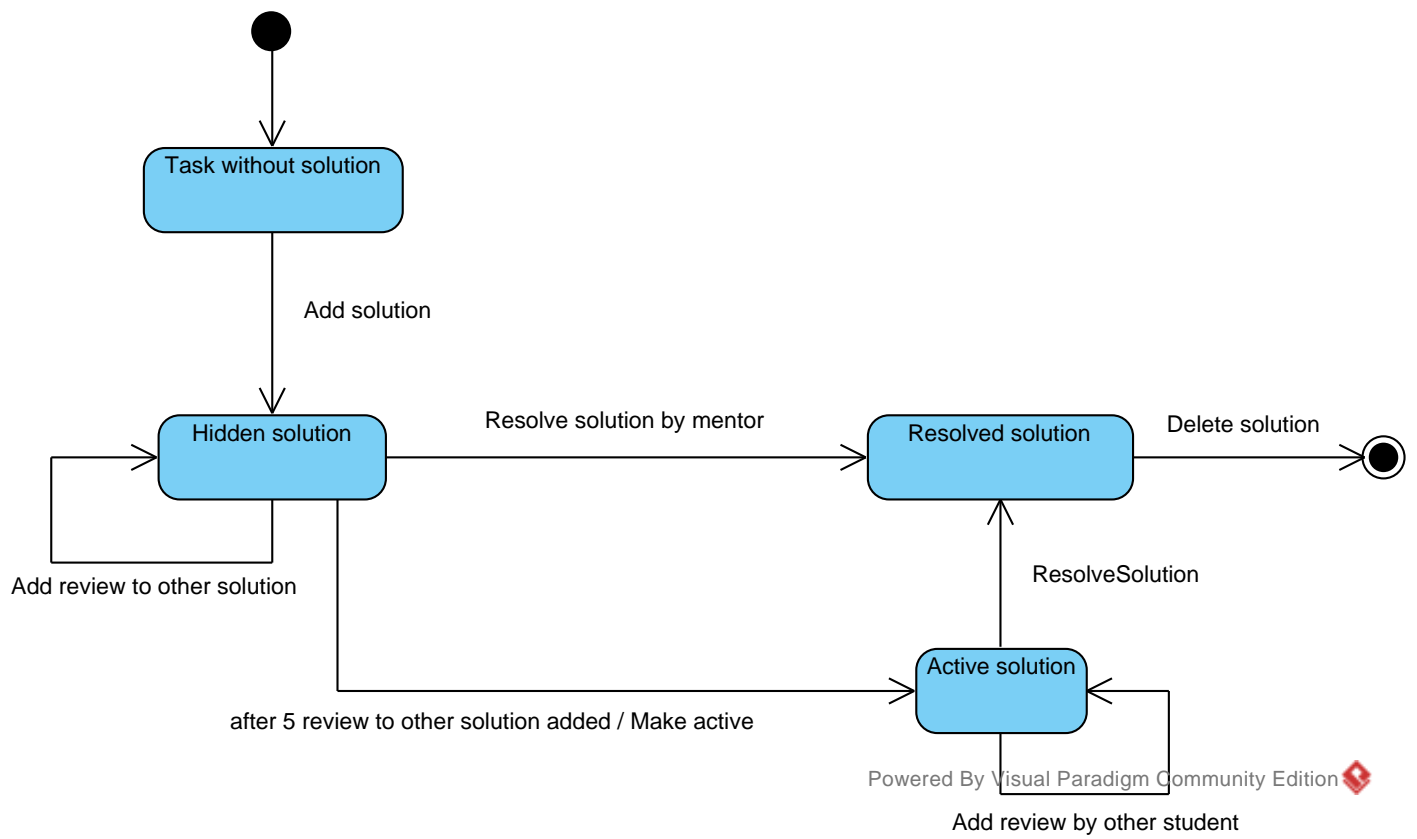 Task without solution
Add solution
Hidden solution
Resolve solution by mentor
Resolved solution
Delete solution
Add review to other solution
ResolveSolution
Active solution
after 5 review to other solution added / Make active
Powered By Visual Paradigm Community Edition
Add review by other student